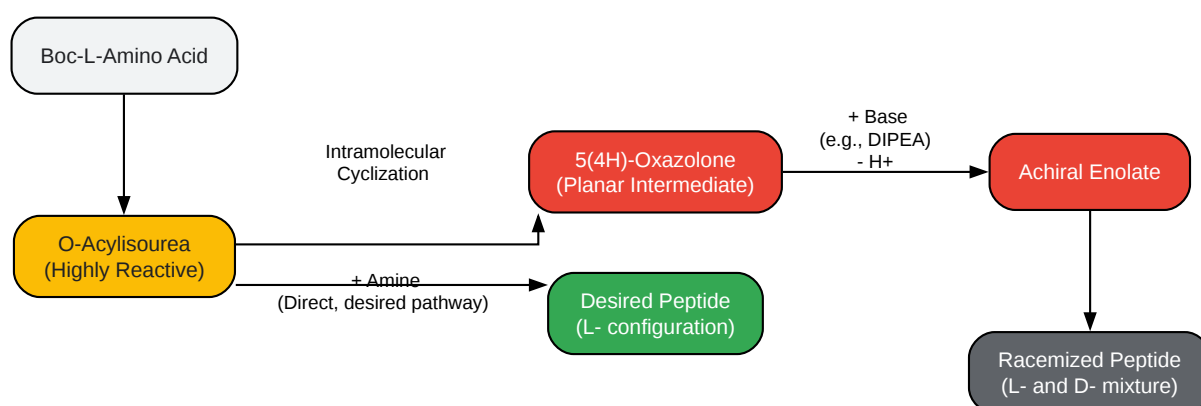 Boc-L-Amino Acid
Intramolecular
Cyclization
5(4H)-Oxazolone
(Planar Intermediate)
+ Base
(e.g., DIPEA)
- H+
Achiral Enolate
O-Acylisourea
(Highly Reactive)
+ Amine
(Direct, desired pathway)
Desired Peptide
(L- configuration)
Racemized Peptide
(L- and D- mixture)